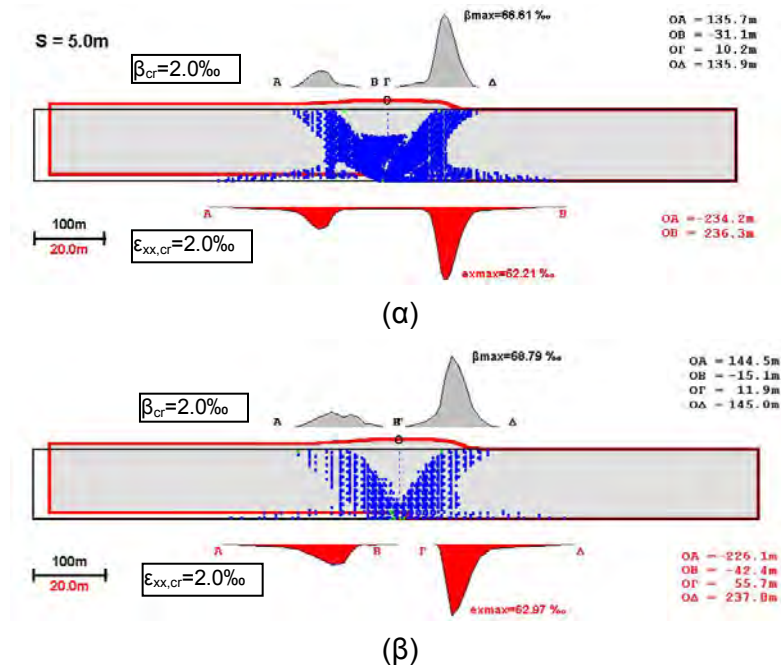 βmax=66.61 ‰
S = 5.0m
βcr=2.0‰
OA = 135.7m
OB = -31.1m
OΓ = 10.2m
OΔ = 135.9m
A B Γ Δ
O
A B
100m
20.0m
εxx,cr=2.0‰
exmax=62.21 ‰
OA =-234.2m
OB = 236.3m
(α)
βmax=68.79 ‰
βcr=2.0‰
OA = 144.5m
OB = -15.1m
OΓ = 11.9m
OΔ = 145.0m
A Δ
A B Γ Δ
100m
20.0m
εxx,cr=2.0‰
exmax=62.97 ‰
OA =-226.1m
OB = -42.4m
OΓ = 55.7m
OΔ = 237.8m
(β)